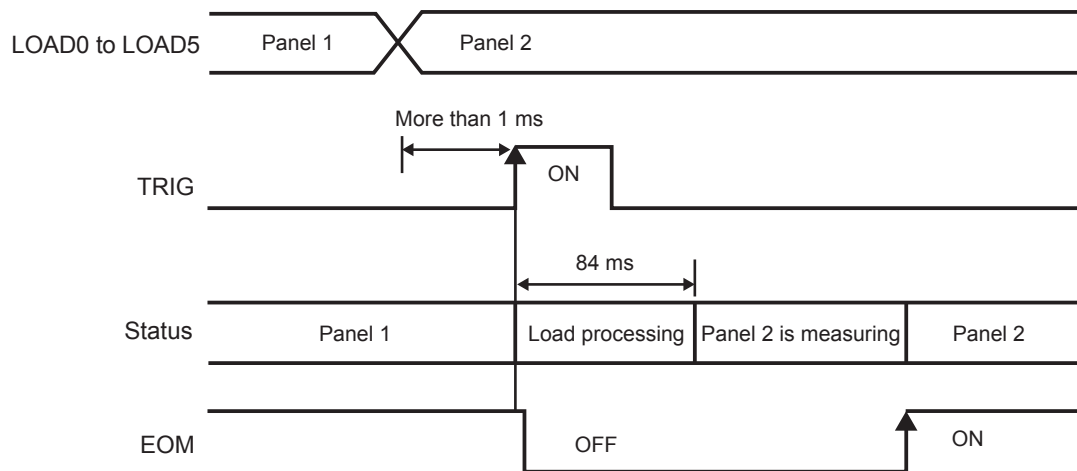 LOAD0 to LOAD5
Panel 1
Panel 2
More than 1 ms
TRIG
ON
84 ms
Status
Panel 1
Load processing
Panel 2 is measuring
Panel 2
EOM
OFF
ON